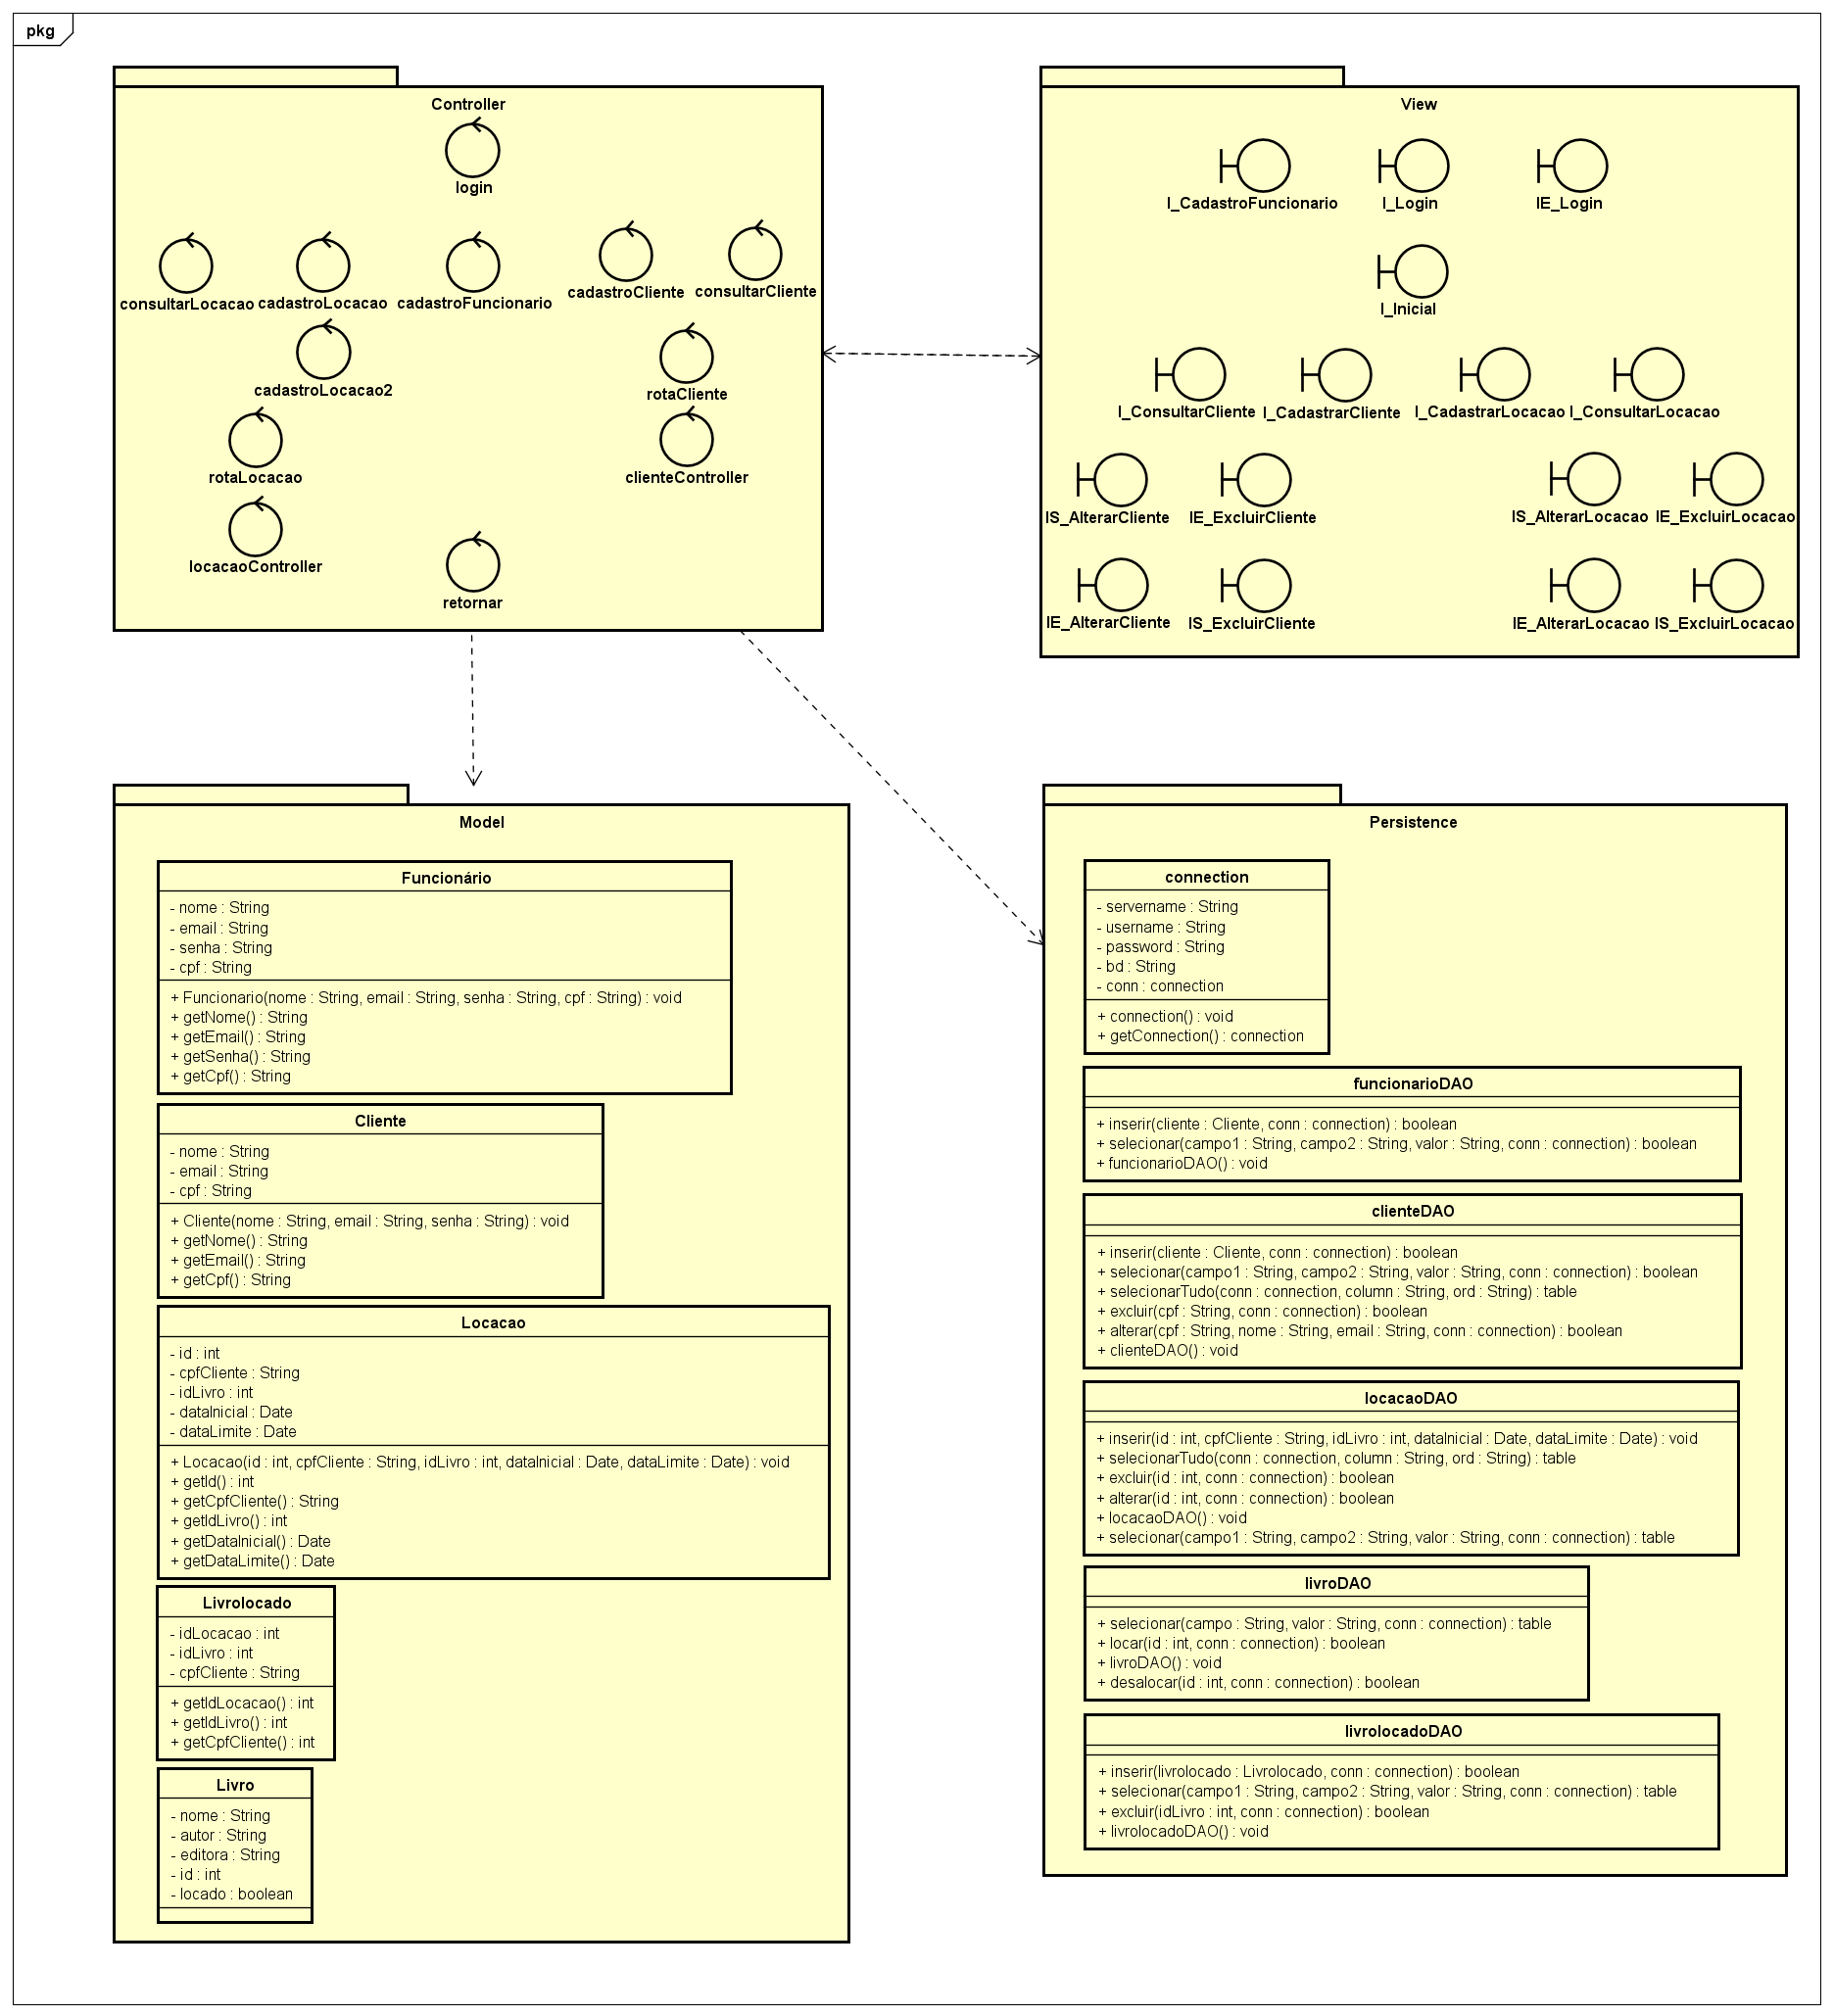 pkg
Controller
login
consultarLocacao
cadastroLocacao
cadastroFuncionario
cadastroCliente
consultarCliente
cadastroLocacao2
rotaCliente
rotaLocacao
clienteController
locacaoController
retornar
View
I_CadastroFuncionario
I_Login
IE_Login
I_Inicial
I_ConsultarCliente
I_CadastrarCliente
I_CadastrarLocacao
I_ConsultarLocacao
IS_AlterarCliente
IE_ExcluirCliente
IS_AlterarLocacao
IE_ExcluirLocacao
IE_AlterarCliente
IS_ExcluirCliente
IE_AlterarLocacao
IS_ExcluirLocacao
Model
Funcionário
- nome : String
- email : String
- senha : String
- cpf : String
+ Funcionario(nome : String, email : String, senha : String, cpf : String) : void
+ getNome() : String
+ getEmail() : String
+ getSenha() : String
+ getCpf() : String
Cliente
- nome : String
- email : String
- cpf : String
+ Cliente(nome : String, email : String, senha : String) : void
+ getNome() : String
+ getEmail() : String
+ getCpf() : String
Locacao
- id : int
- cpfCliente : String
- idLivro : int
- dataInicial : Date
- dataLimite : Date
+ Locacao(id : int, cpfCliente : String, idLivro : int, dataInicial : Date, dataLimite : Date) : void
+ getId() : int
+ getCpfCliente() : String
+ getIdLivro() : int
+ getDataInicial() : Date
+ getDataLimite() : Date
Livrolocado
- idLocacao : int
- idLivro : int
- cpfCliente : String
+ getIdLocacao() : int
+ getIdLivro() : int
+ getCpfCliente() : int
Livro
- nome : String
- autor : String
- editora : String
- id : int
- locado : boolean
Persistence
connection
- servername : String
- username : String
- password : String
- bd : String
- conn : connection
+ connection() : void
+ getConnection() : connection
funcionarioDAO
+ inserir(cliente : Cliente, conn : connection) : boolean
+ selecionar(campo1 : String, campo2 : String, valor : String, conn : connection) : boolean
+ funcionarioDAO() : void
clienteDAO
+ inserir(cliente : Cliente, conn : connection) : boolean
+ selecionar(campo1 : String, campo2 : String, valor : String, conn : connection) : boolean
+ selecionarTudo(conn : connection, column : String, ord : String) : table
+ excluir(cpf : String, conn : connection) : boolean
+ alterar(cpf : String, nome : String, email : String, conn : connection) : boolean
+ clienteDAO() : void
locacaoDAO
+ inserir(id : int, cpfCliente : String, idLivro : int, dataInicial : Date, dataLimite : Date) : void
+ selecionarTudo(conn : connection, column : String, ord : String) : table
+ excluir(id : int, conn : connection) : boolean
+ alterar(id : int, conn : connection) : boolean
+ locacaoDAO() : void
+ selecionar(campo1 : String, campo2 : String, valor : String, conn : connection) : table
livroDAO
+ selecionar(campo : String, valor : String, conn : connection) : table
+ locar(id : int, conn : connection) : boolean
+ livroDAO() : void
+ desalocar(id : int, conn : connection) : boolean
livrolocadoDAO
+ inserir(livrolocado : Livrolocado, conn : connection) : boolean
+ selecionar(campo1 : String, campo2 : String, valor : String, conn : connection) : table
+ excluir(idLivro : int, conn : connection) : boolean
+ livrolocadoDAO() : void